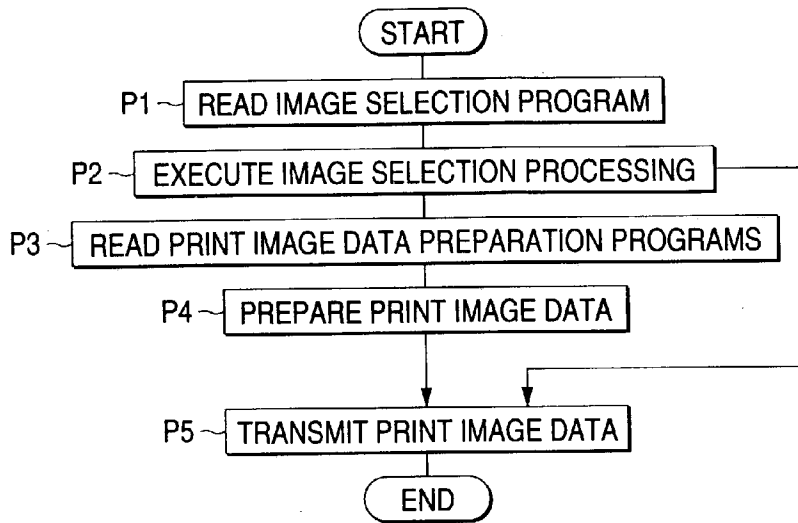 START
P1 READ IMAGE SELECTION PROGRAM
P2 EXECUTE IMAGE SELECTION PROCESSING
P3 READ PRINT IMAGE DATA PREPARATION PROGRAMS
P4 PREPARE PRINT IMAGE DATA
P5 TRANSMIT PRINT IMAGE DATA
END